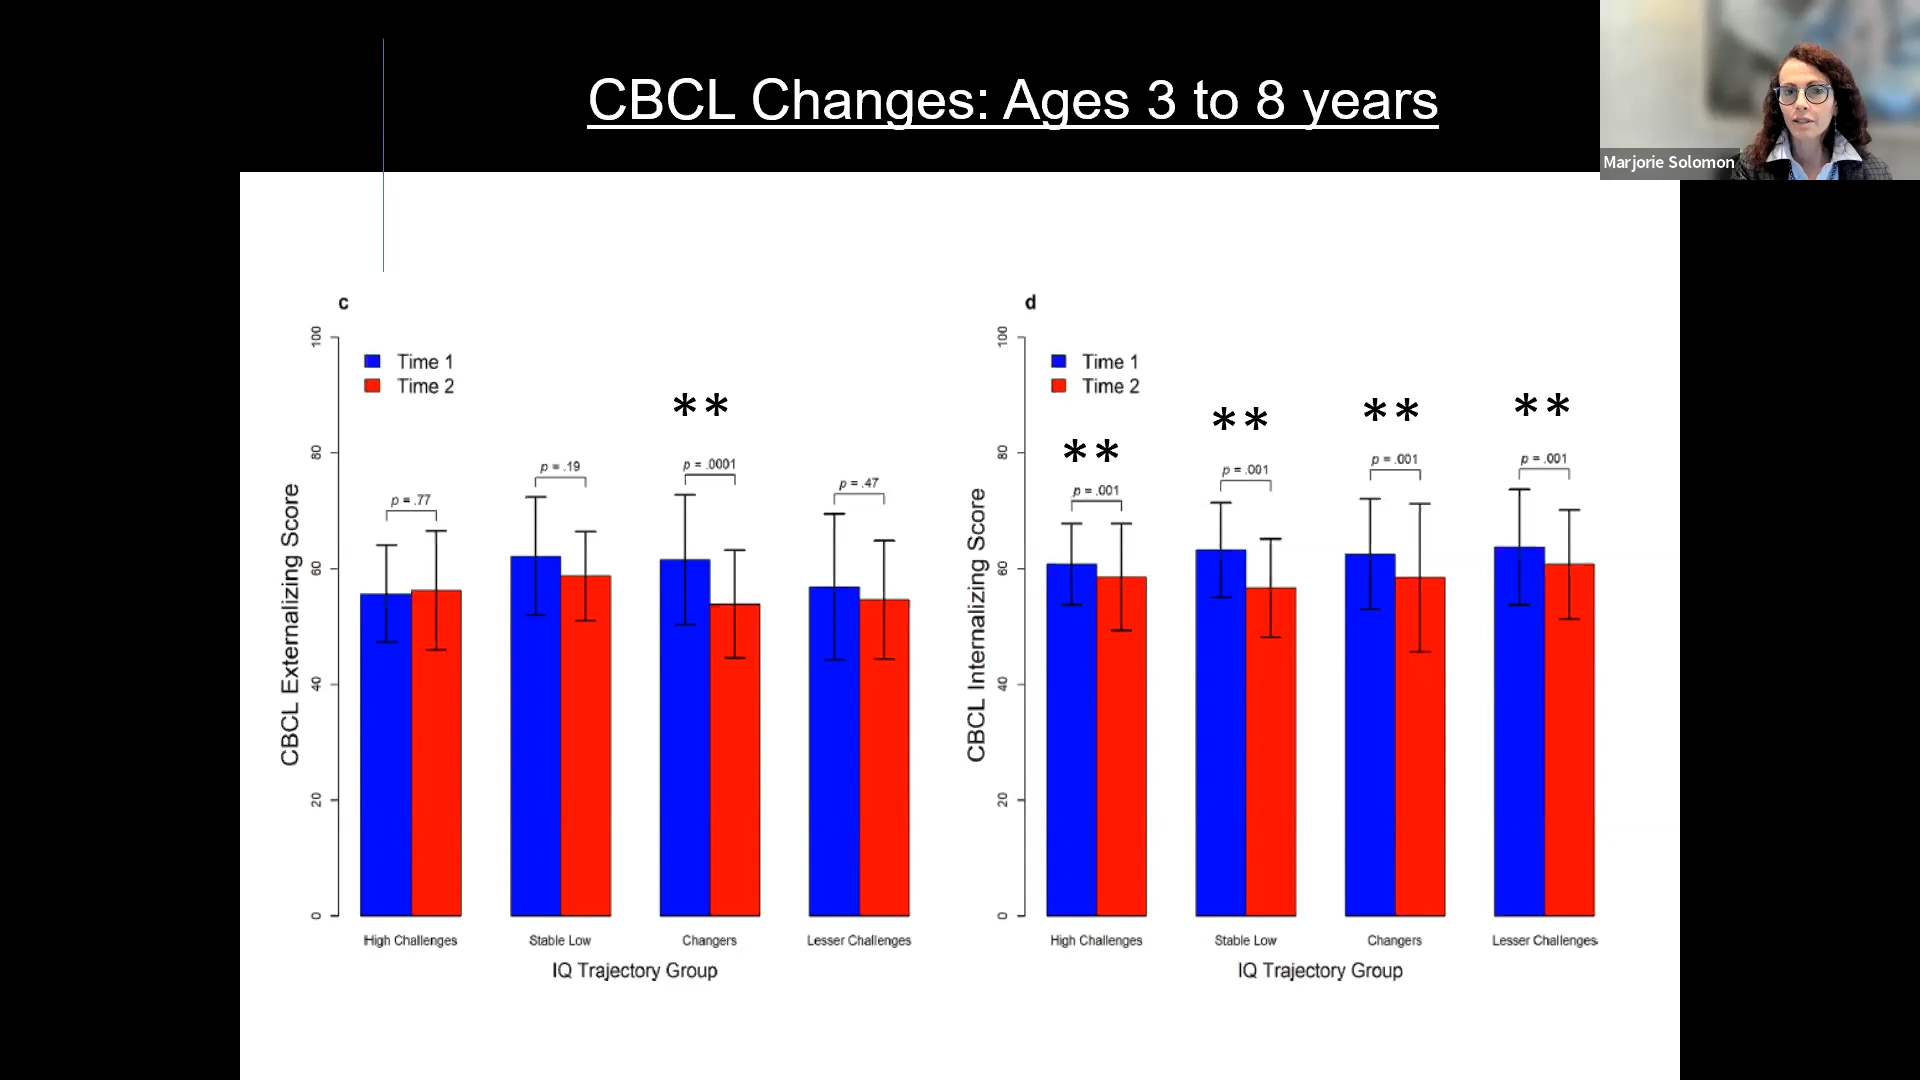 CBCL Changes: Ages 3 to 8 years
Marjorie Solomon
c
100
80
60
40
20
0
CBCL Externalizing Score
Time 1
Time 2
**
p = .77
p = .19
p = .0001
p = .47
High Challenges
Stable Low
Changers
Lesser Challenges
IQ Trajectory Group
d
100
80
60
40
20
0
CBCL Internalizing Score
Time 1
Time 2
**
**
**
**
p = .001
p = .001
p = .001
p = .001
High Challenges
Stable Low
Changers
Lesser Challenges
IQ Trajectory Group